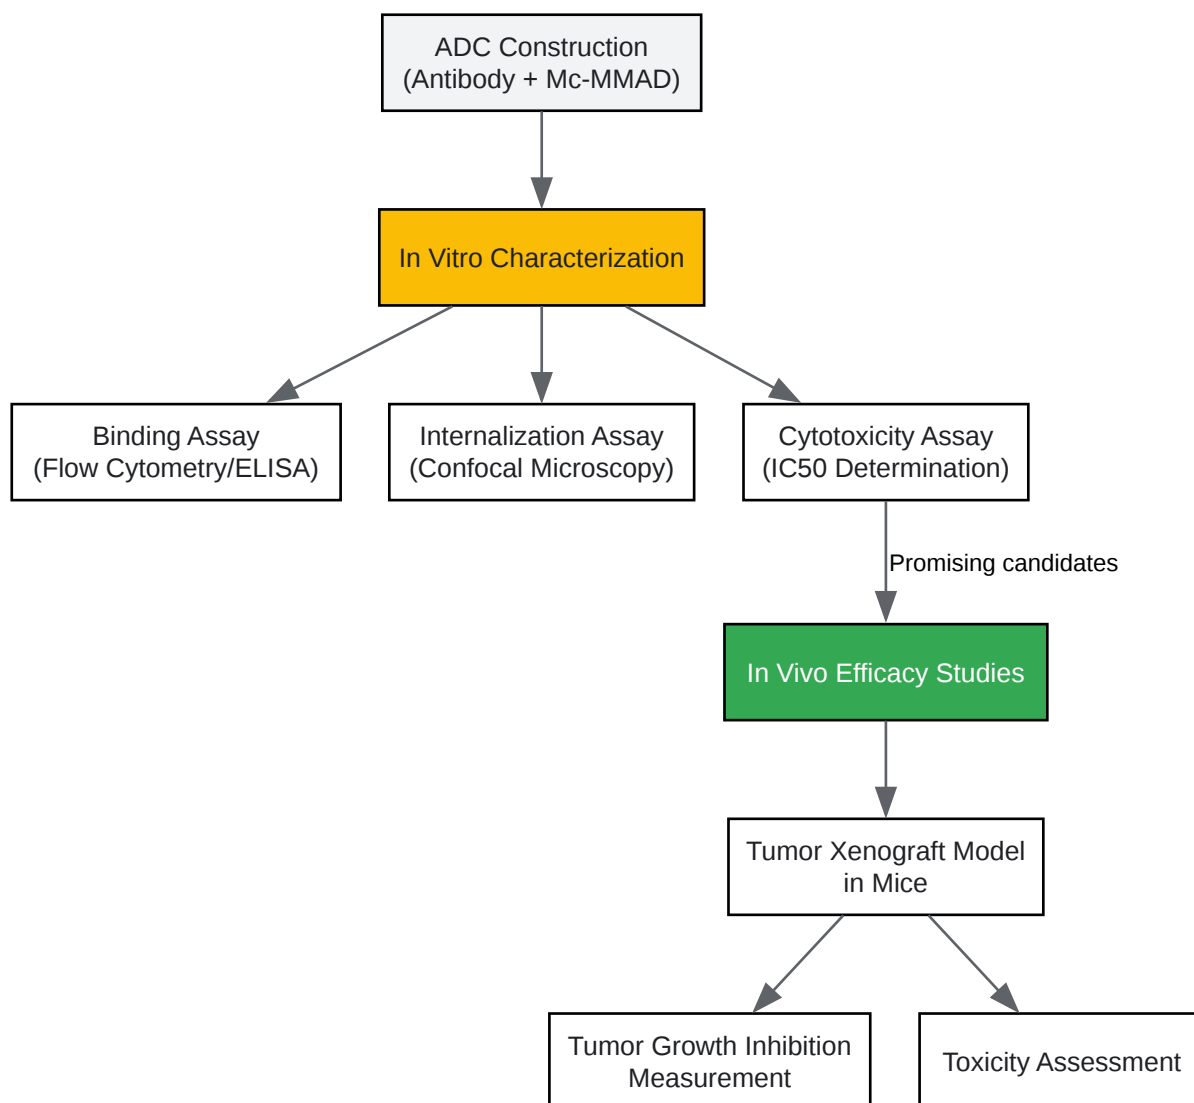 ADC Construction
(Antibody + Mc-MMAD)
In Vitro Characterization
Binding Assay
(Flow Cytometry/ELISA)
Internalization Assay
(Confocal Microscopy)
Cytotoxicity Assay
(IC50 Determination)
Promising candidates
In Vivo Efficacy Studies
Tumor Xenograft Model
in Mice
Tumor Growth Inhibition
Measurement
Toxicity Assessment